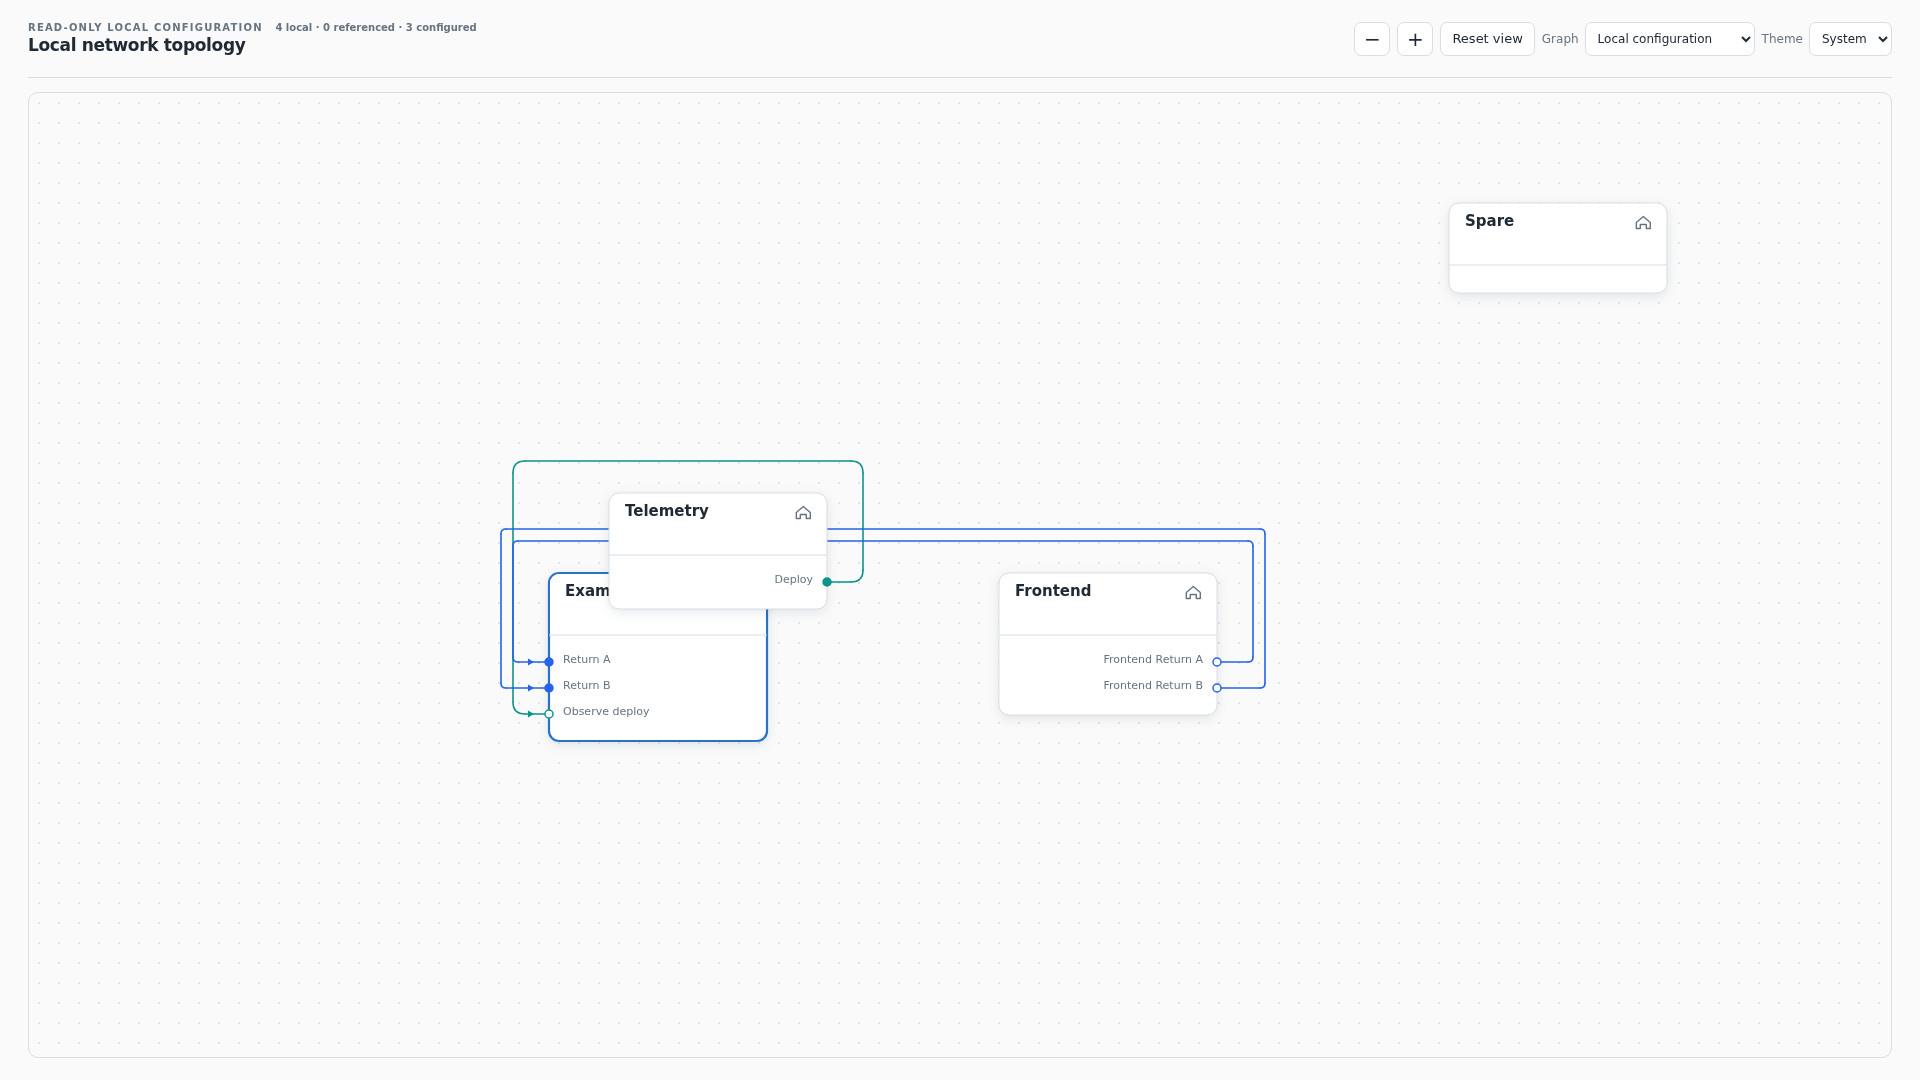 READ-ONLY LOCAL CONFIGURATION 4 local · 0 referenced · 3 configured
Local network topology
− + Reset view Graph Local configuration Theme System
Spare
Telemetry
Deploy
Exam
Return A
Return B
Observe deploy
Frontend
Frontend Return A
Frontend Return B